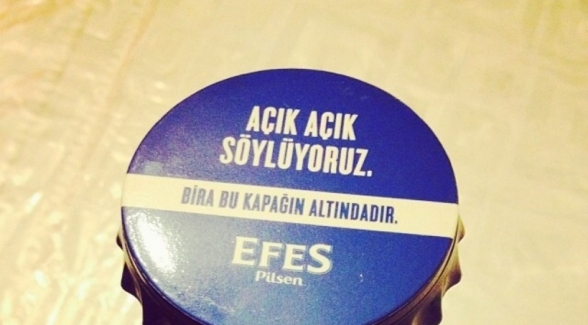 AÇIK AÇIK
SÖYLÜYORUZ.
BİRA BU KAPAĞIN ALTINDADIR.
EFES
Pilsen